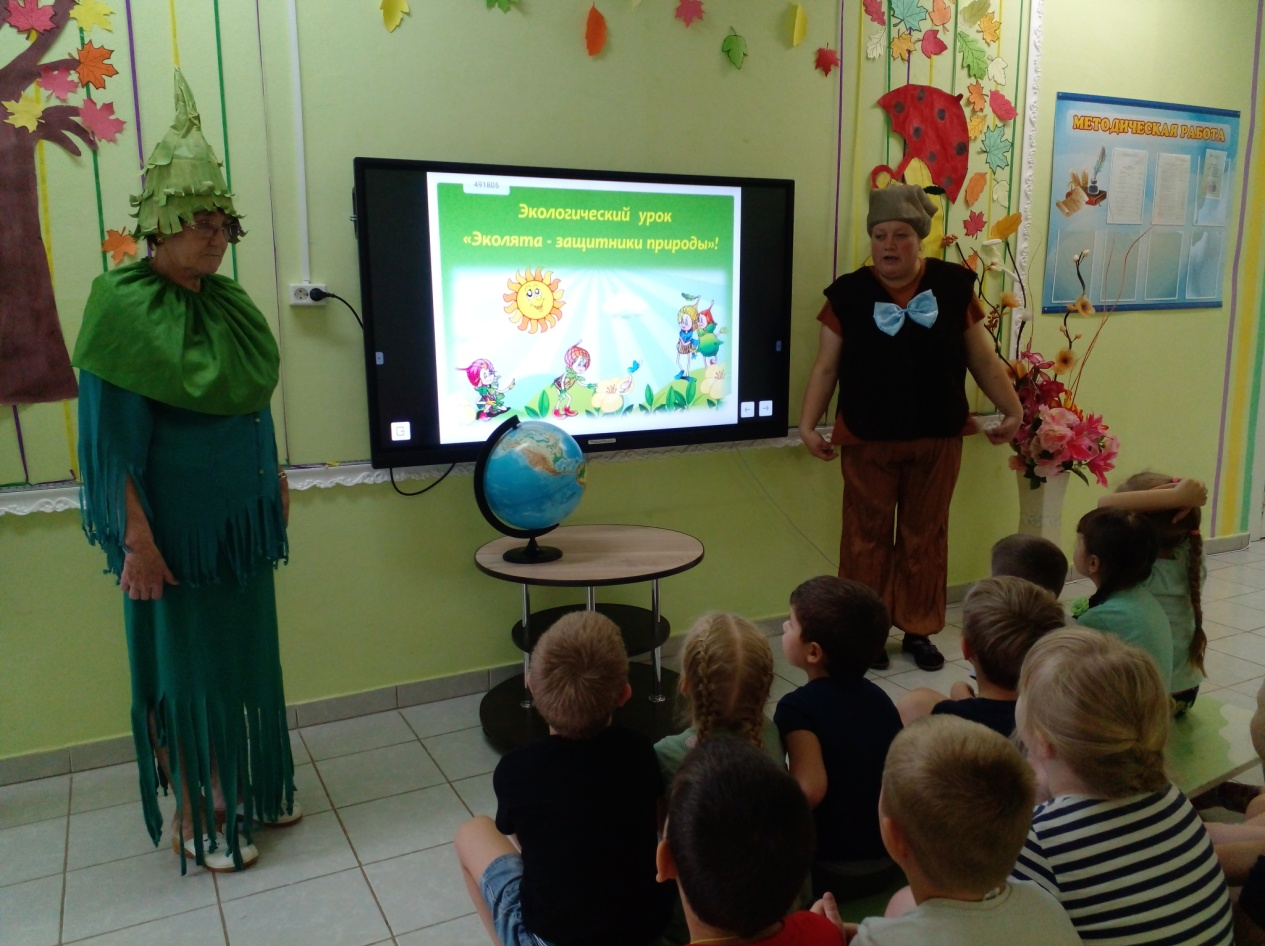 491805
Экологический урок
«Эколята - защитники природы»!
МЕТОДИЧЕСКАЯ РАБОТА